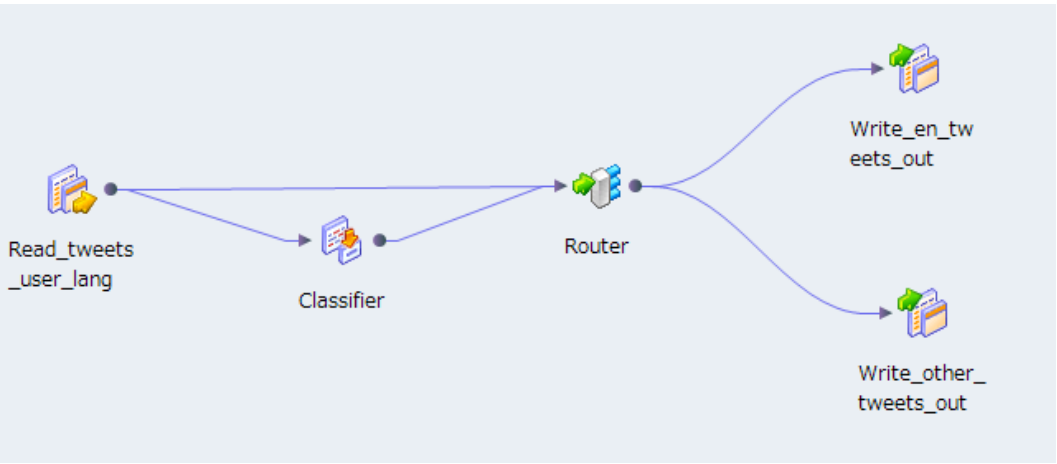 Write_en_tw
eets_out
Read_tweets
_user_lang
Router
Classifier
Write_other_
tweets_out